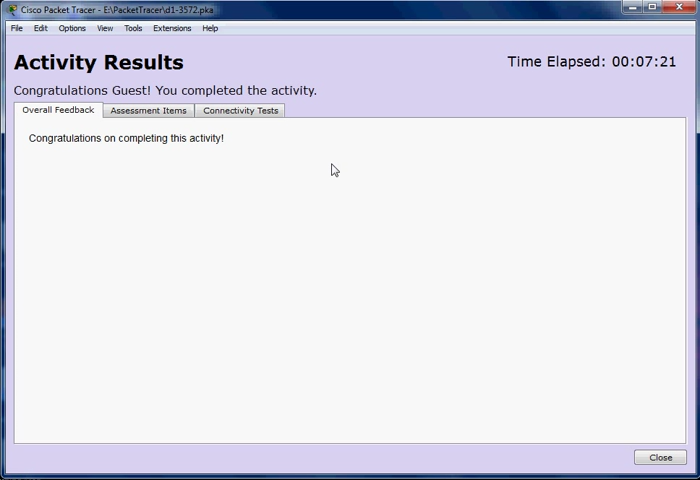 Cisco Packet Tracer - E:\PacketTracer\d1-3572.pka
File Edit Options View Tools Extensions Help
Activity Results
Time Elapsed: 00:07:21
Congratulations Guest! You completed the activity.
Overall Feedback Assessment Items Connectivity Tests
Congratulations on completing this activity!
Close